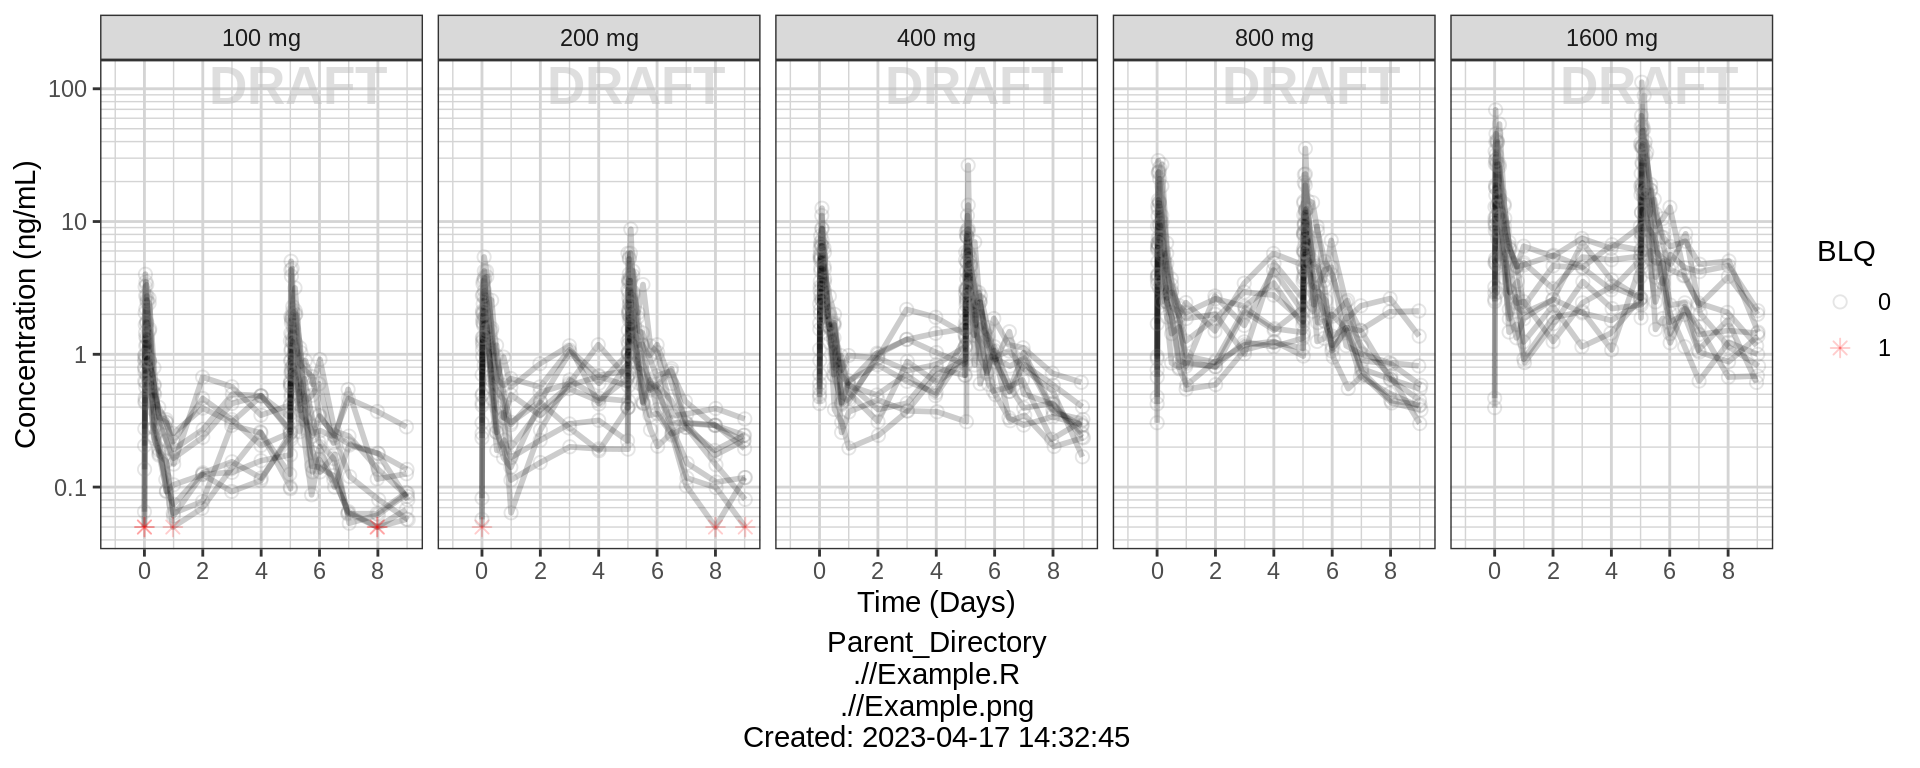 100 mg 200 mg 400 mg 800 mg 1600 mg
DRAFT DRAFT DRAFT DRAFT DRAFT
100
10
1
0.1
Concentration (ng/mL)
0 2 4 6 8 0 2 4 6 8 0 2 4 6 8 0 2 4 6 8 0 2 4 6 8
Time (Days)
BLQ
0
1
Parent_Directory
.//Example.R
.//Example.png
Created: 2023-04-17 14:32:45